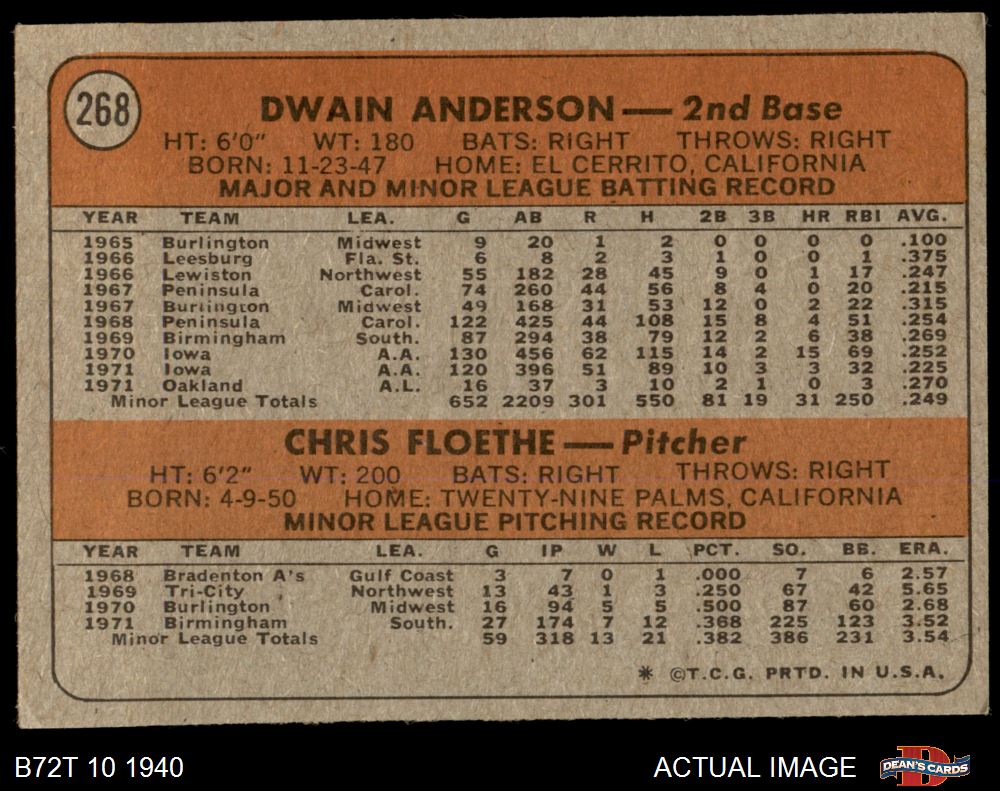 268
DWAIN ANDERSON — 2nd Base
HT: 6'0" WT: 180 BATS: RIGHT THROWS: RIGHT
BORN: 11-23-47 HOME: EL CERRITO, CALIFORNIA
MAJOR AND MINOR LEAGUE BATTING RECORD
YEAR TEAM LEA. G AB R H 2B 3B HR RBI AVG.
1965 Burlington Midwest 9 20 1 2 0 0 0 0 .100
1966 Leesburg Fla. St. 6 8 2 3 1 0 0 1 .375
1966 Lewiston Northwest 55 182 28 45 9 0 1 17 .247
1967 Peninsula Carol. 74 260 44 56 8 4 0 20 .215
1967 Burlington Midwest 49 168 31 53 12 0 2 22 .315
1968 Peninsula Carol. 122 425 44 108 15 8 4 51 .254
1969 Birmingham South. 87 294 38 79 12 2 6 38 .269
1970 Iowa A.A. 130 456 62 115 14 2 15 69 .252
1971 Iowa A.A. 120 396 51 89 10 3 3 32 .225
1971 Oakland A.L. 16 37 3 10 2 1 0 3 .270
Minor League Totals 652 2209 301 550 81 19 31 250 .249
CHRIS FLOETHE — Pitcher
HT: 6'2" WT: 200 BATS: RIGHT THROWS: RIGHT
BORN: 4-9-50 HOME: TWENTY-NINE PALMS, CALIFORNIA
MINOR LEAGUE PITCHING RECORD
YEAR TEAM LEA. G IP W L PCT. SO. BB. ERA.
1968 Bradenton A's Gulf Coast 3 7 0 1 .000 7 6 2.57
1969 Tri-City Northwest 13 43 1 3 .250 67 42 5.65
1970 Burlington Midwest 16 94 5 5 .500 87 60 2.68
1971 Birmingham South. 27 174 7 12 .368 225 123 3.52
Minor League Totals 59 318 13 21 .382 386 231 3.54
* ©T.C.G. PRTD. IN U.S.A.
B72T 10 1940 ACTUAL IMAGE D DEAN'S CARDS